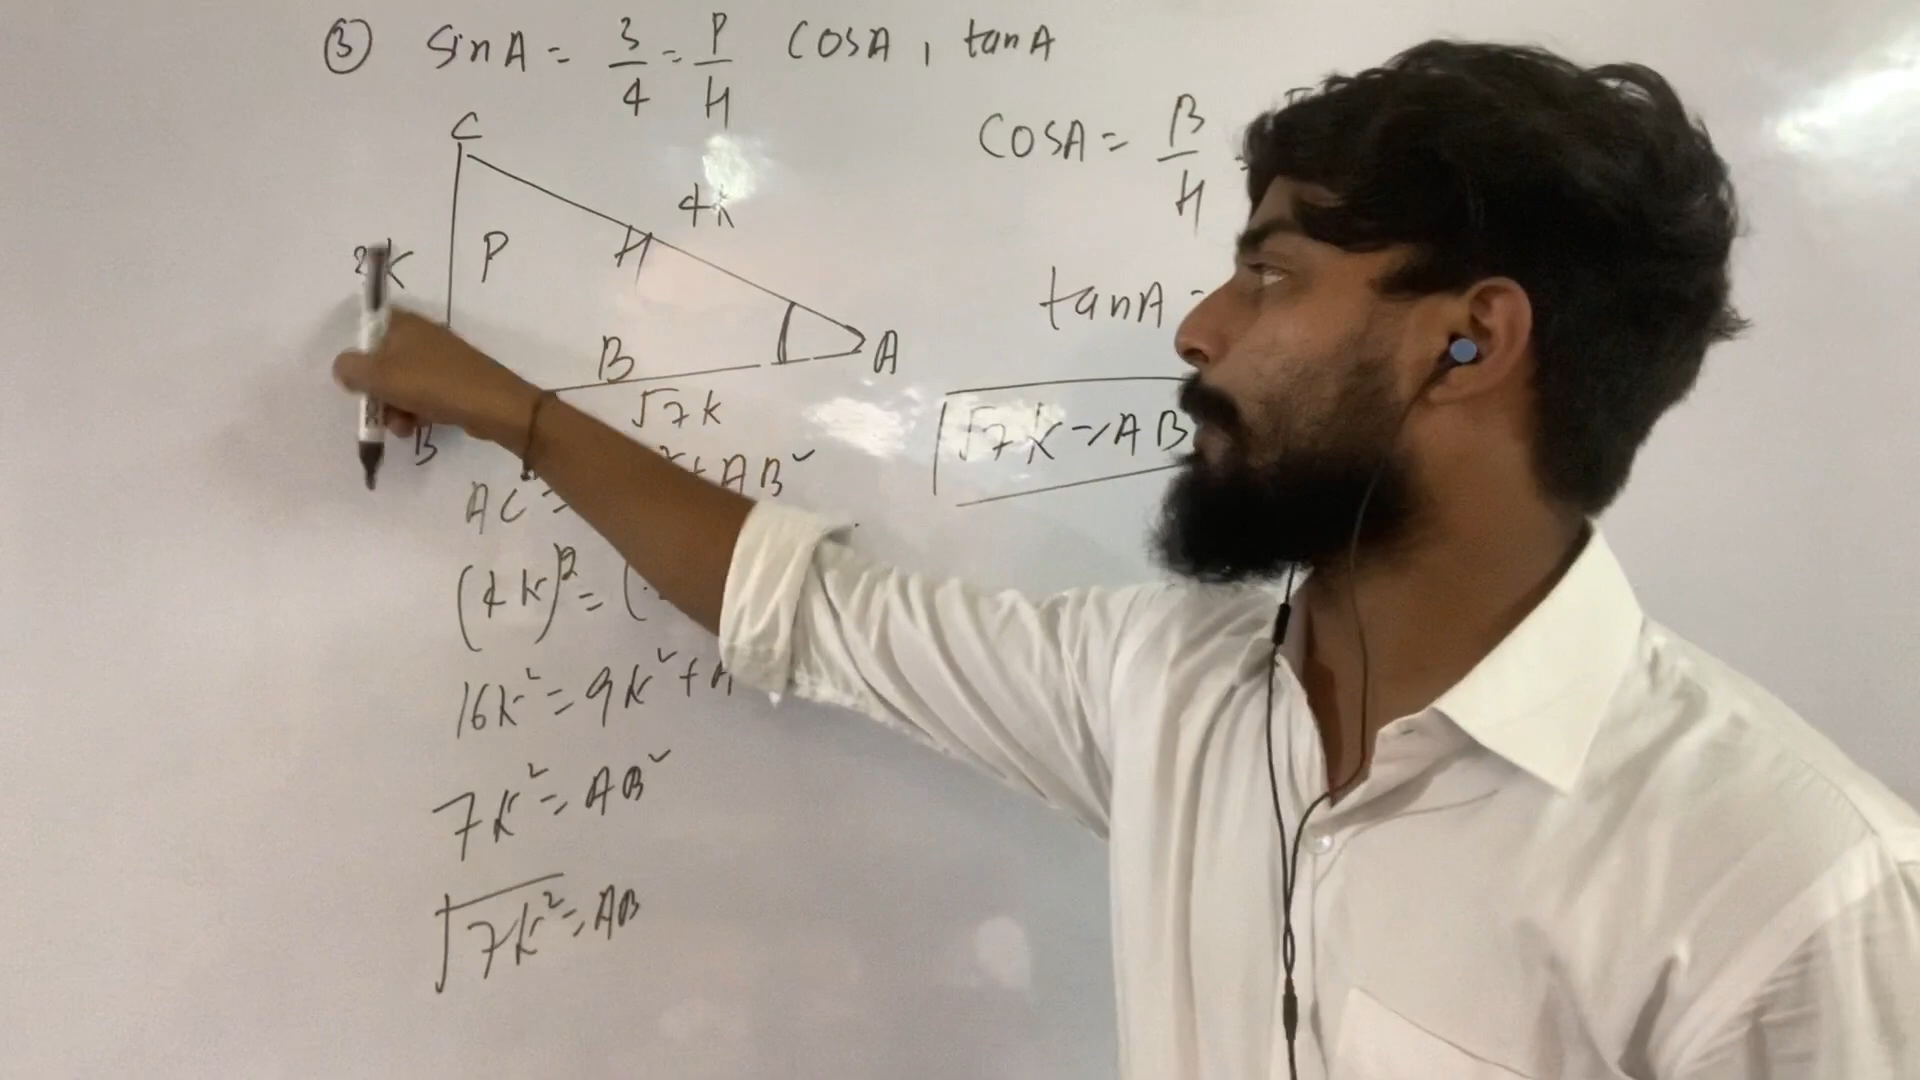 ③ sinA = 3/4 = P/H cosA, tanA
C
4k
H
P
k
B
A
√7k
B
AC² = + AB²
(4k)² = (
16k² = 9k² + A
7k² = AB²
√7k² = AB
cosA = B/H
tanA =
√7k = AB